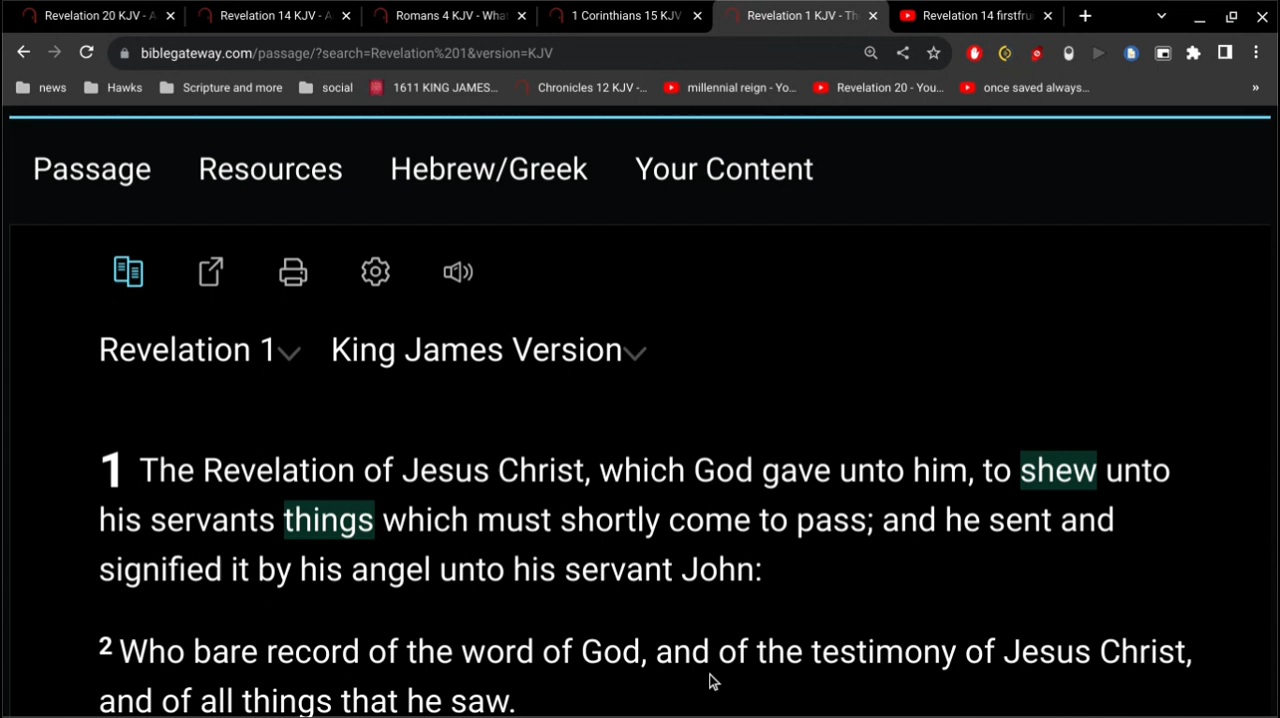 Revelation 20 KJV - A
Revelation 14 KJV - A
Romans 4 KJV - What
1 Corinthians 15 KJV
Revelation 1 KJV - Th
Revelation 14 firstfru
biblegateway.com/passage/?search=Revelation%201&version=KJV
news
Hawks
Scripture and more
social
1611 KING JAMES...
Chronicles 12 KJV -...
millennial reign - Yo...
Revelation 20 - You...
once saved always...
Passage
Resources
Hebrew/Greek
Your Content
Revelation 1
King James Version
1 The Revelation of Jesus Christ, which God gave unto him, to shew unto
his servants things which must shortly come to pass; and he sent and
signified it by his angel unto his servant John:
2 Who bare record of the word of God, and of the testimony of Jesus Christ,
and of all things that he saw.